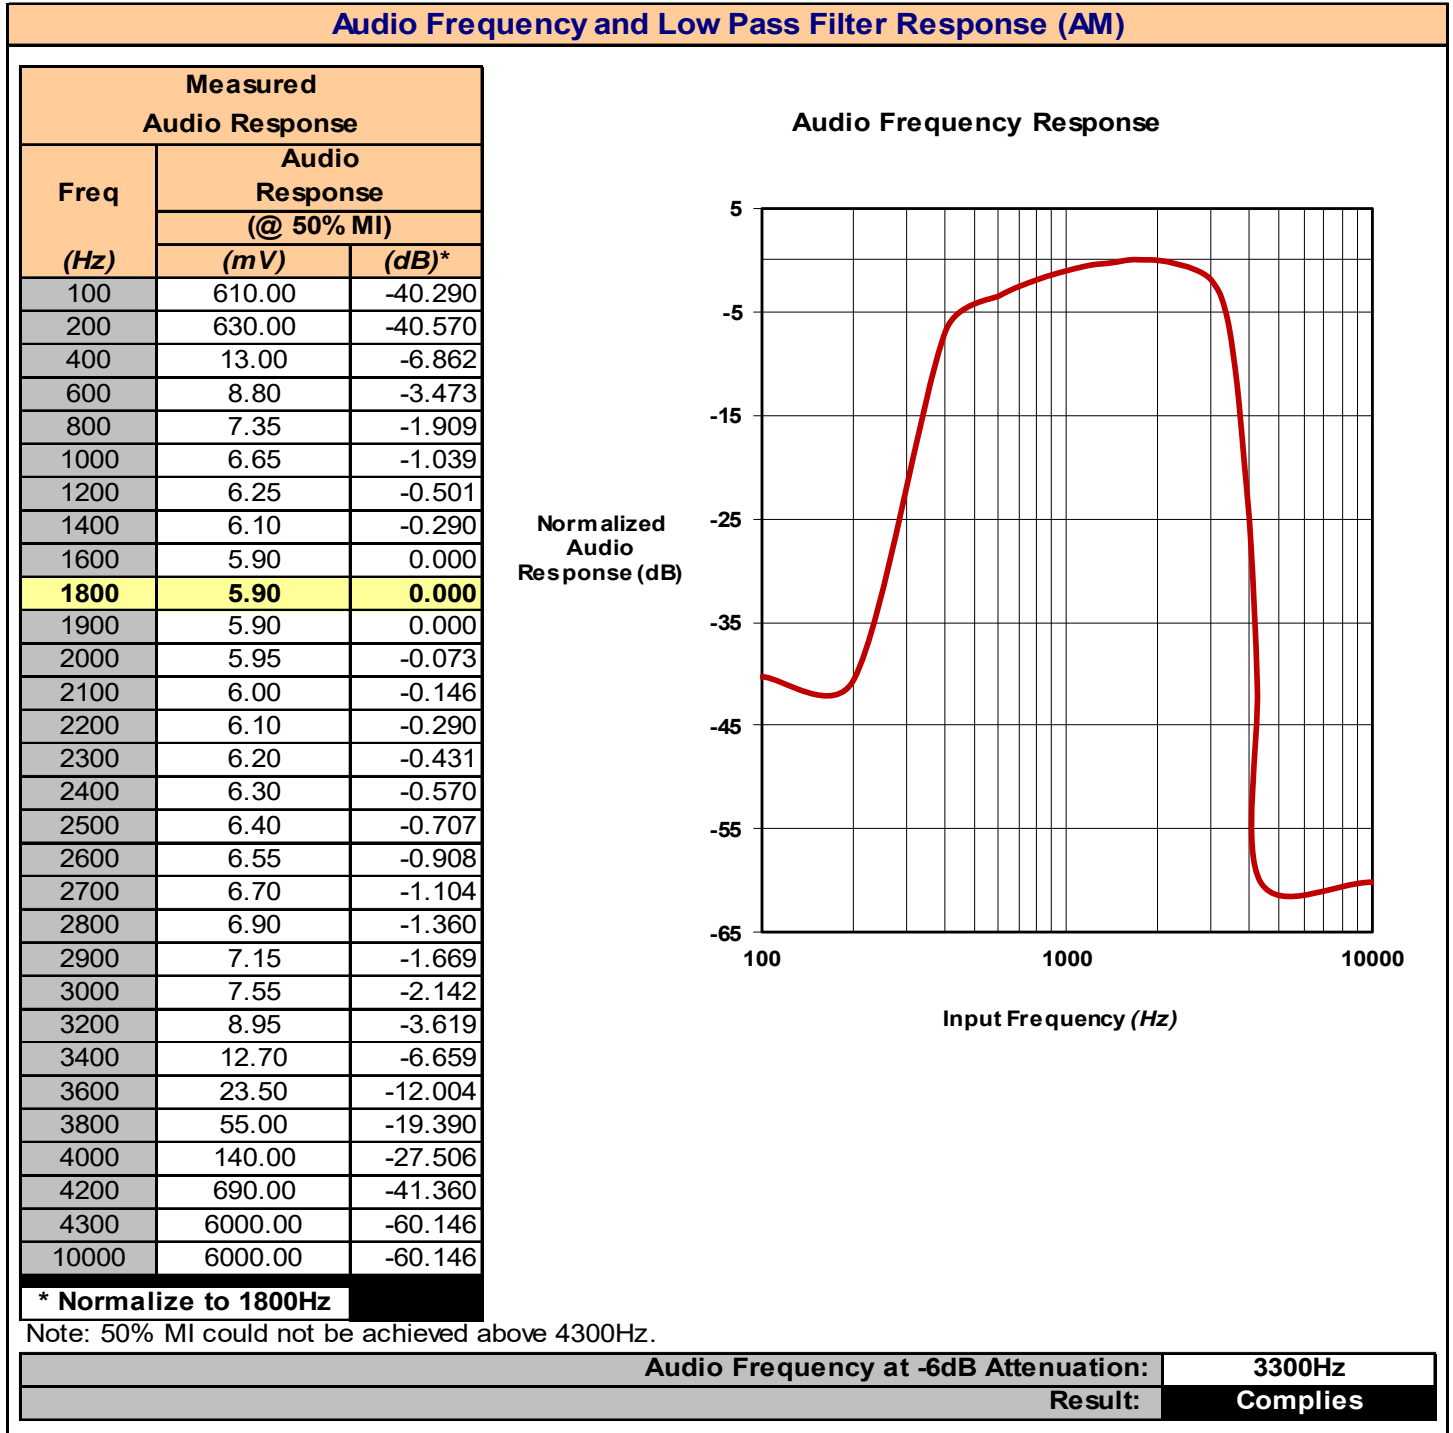 Audio Frequency and Low Pass Filter Response (AM)
Measured
Audio Response
Freq
(Hz)
Audio
Response
(@ 50% MI)
(mV) (dB)*
100 610.00 -40.290
200 630.00 -40.570
400 13.00 -6.862
600 8.80 -3.473
800 7.35 -1.909
1000 6.65 -1.039
1200 6.25 -0.501
1400 6.10 -0.290
1600 5.90 0.000
1800 5.90 0.000
1900 5.90 0.000
2000 5.95 -0.073
2100 6.00 -0.146
2200 6.10 -0.290
2300 6.20 -0.431
2400 6.30 -0.570
2500 6.40 -0.707
2600 6.55 -0.908
2700 6.70 -1.104
2800 6.90 -1.360
2900 7.15 -1.669
3000 7.55 -2.142
3200 8.95 -3.619
3400 12.70 -6.659
3600 23.50 -12.004
3800 55.00 -19.390
4000 140.00 -27.506
4200 690.00 -41.360
4300 6000.00 -60.146
10000 6000.00 -60.146
* Normalize to 1800Hz
Audio Frequency Response
Normalized
Audio
Response (dB)
5
-5
-15
-25
-35
-45
-55
-65
100 1000 10000
Input Frequency (Hz)
Note: 50% MI could not be achieved above 4300Hz.
Audio Frequency at -6dB Attenuation: 3300Hz
Result: Complies